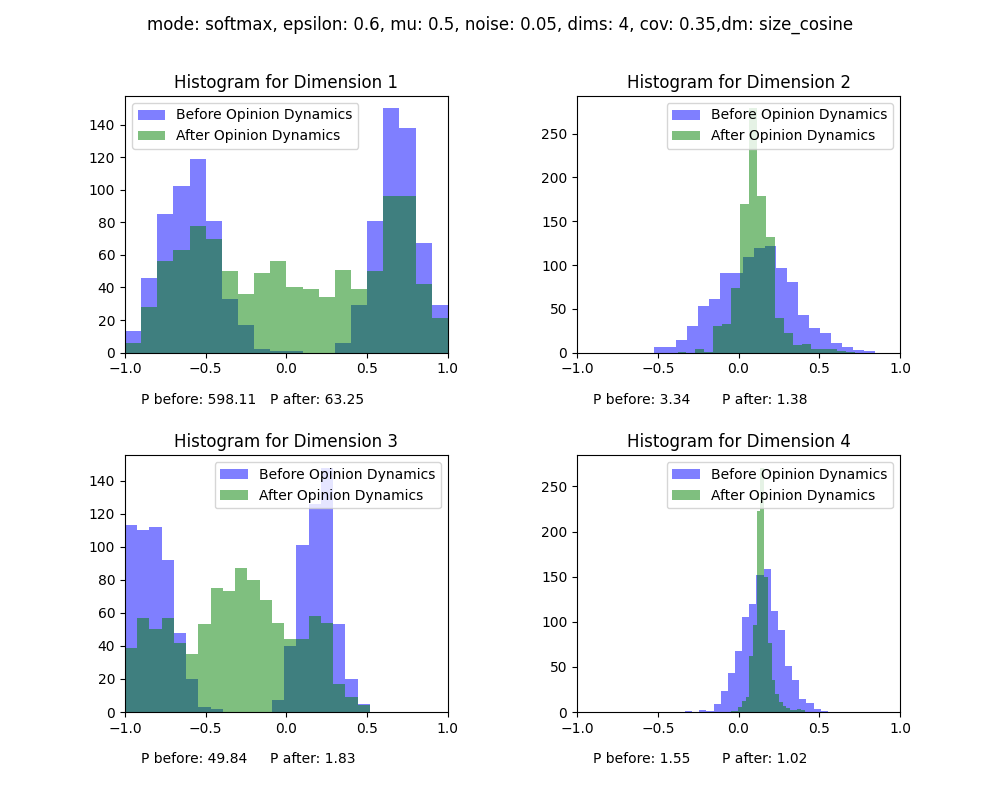 mode: softmax, epsilon: 0.6, mu: 0.5, noise: 0.05, dims: 4, cov: 0.35,dm: size_cosine
Histogram for Dimension 1
Before Opinion Dynamics
After Opinion Dynamics
140
120
100
80
60
40
20
0
−1.0 −0.5 0.0 0.5 1.0
P before: 598.11 P after: 63.25
Histogram for Dimension 2
Before Opinion Dynamics
After Opinion Dynamics
250
200
150
100
50
0
−1.0 −0.5 0.0 0.5 1.0
P before: 3.34 P after: 1.38
Histogram for Dimension 3
Before Opinion Dynamics
After Opinion Dynamics
140
120
100
80
60
40
20
0
−1.0 −0.5 0.0 0.5 1.0
P before: 49.84 P after: 1.83
Histogram for Dimension 4
Before Opinion Dynamics
After Opinion Dynamics
250
200
150
100
50
0
−1.0 −0.5 0.0 0.5 1.0
P before: 1.55 P after: 1.02